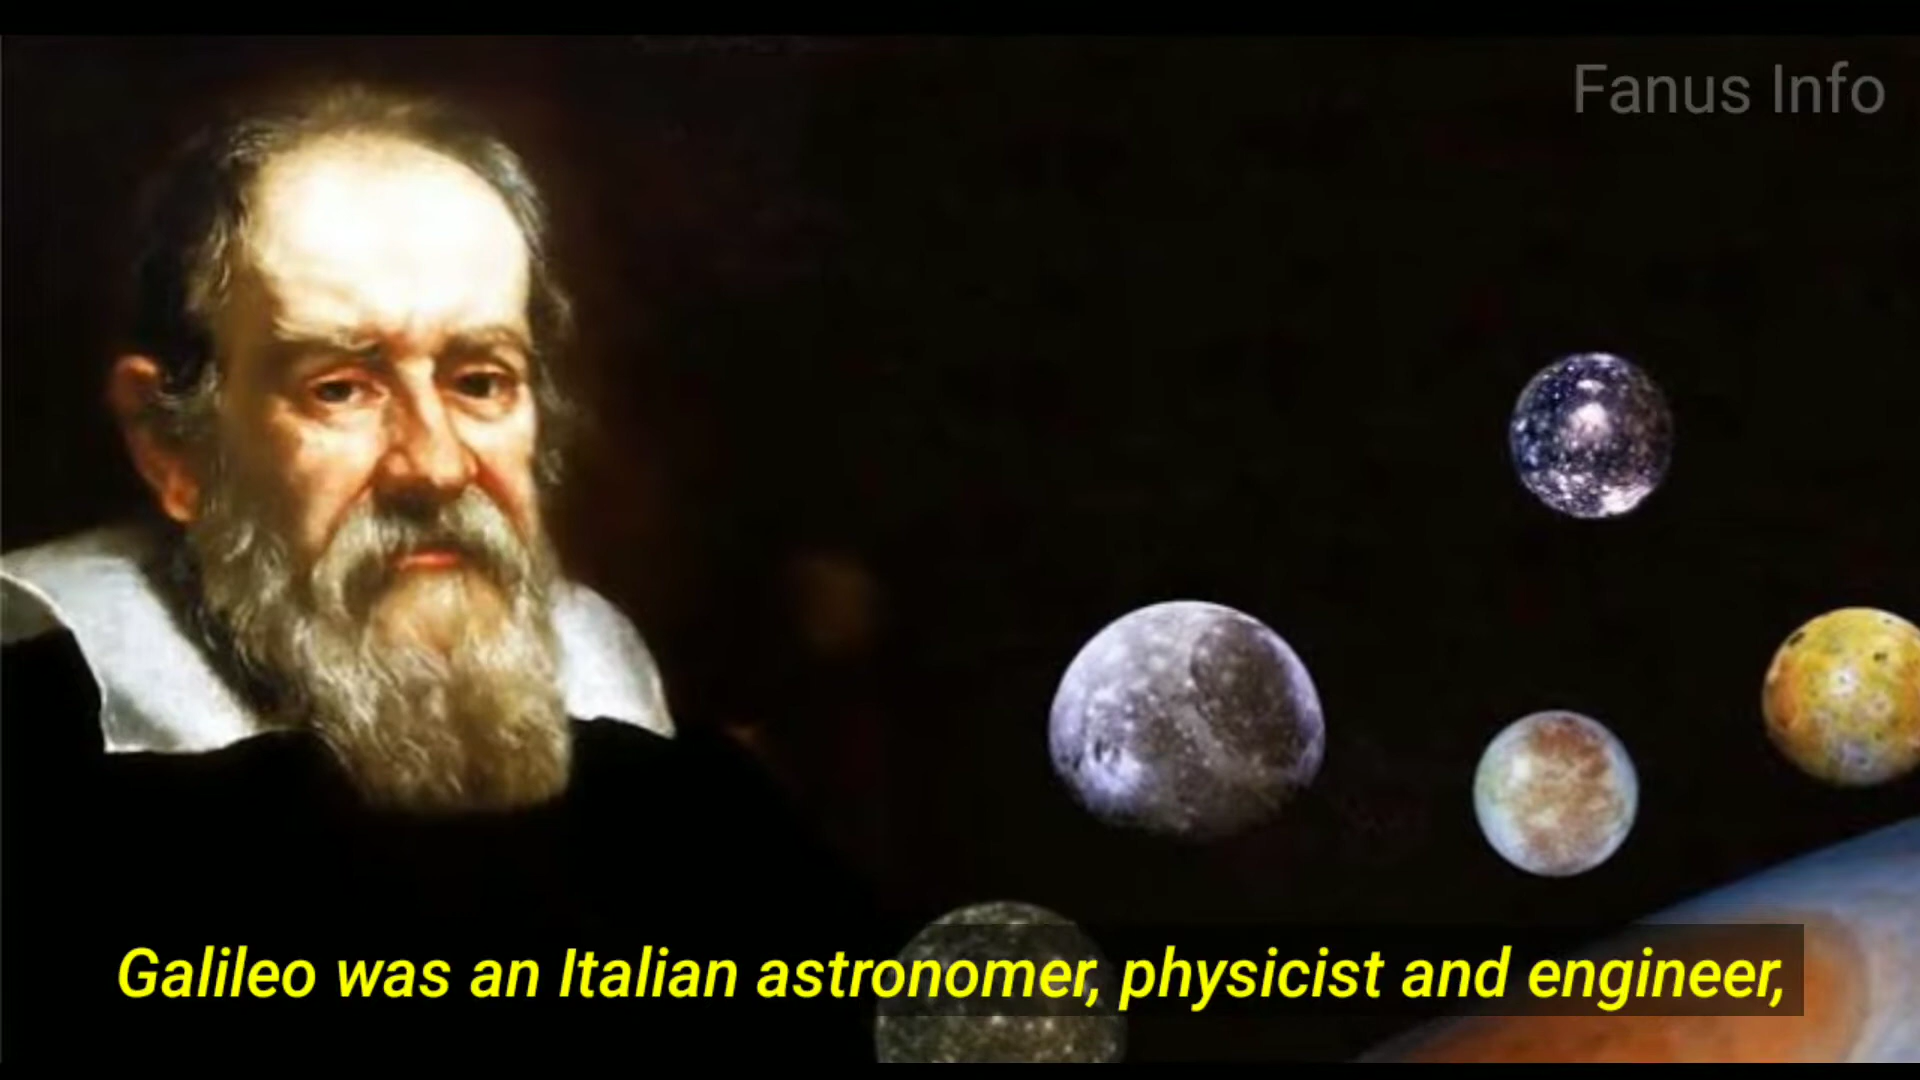 Fanus Info
Galileo was an Italian astronomer, physicist and engineer,